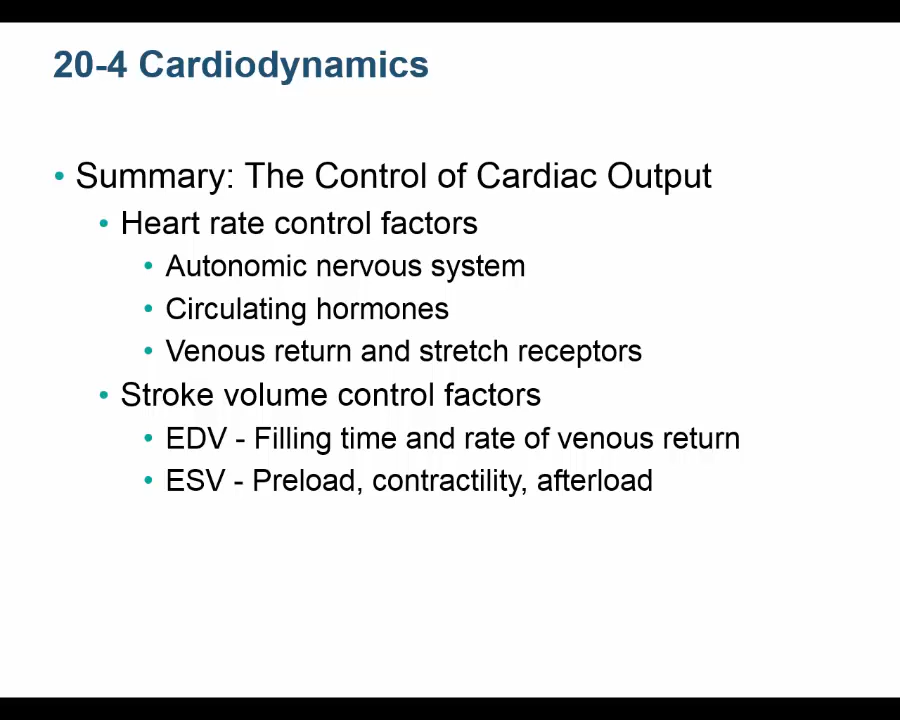 20-4 Cardiodynamics
• Summary: The Control of Cardiac Output
• Heart rate control factors
• Autonomic nervous system
• Circulating hormones
• Venous return and stretch receptors
• Stroke volume control factors
• EDV - Filling time and rate of venous return
• ESV - Preload, contractility, afterload